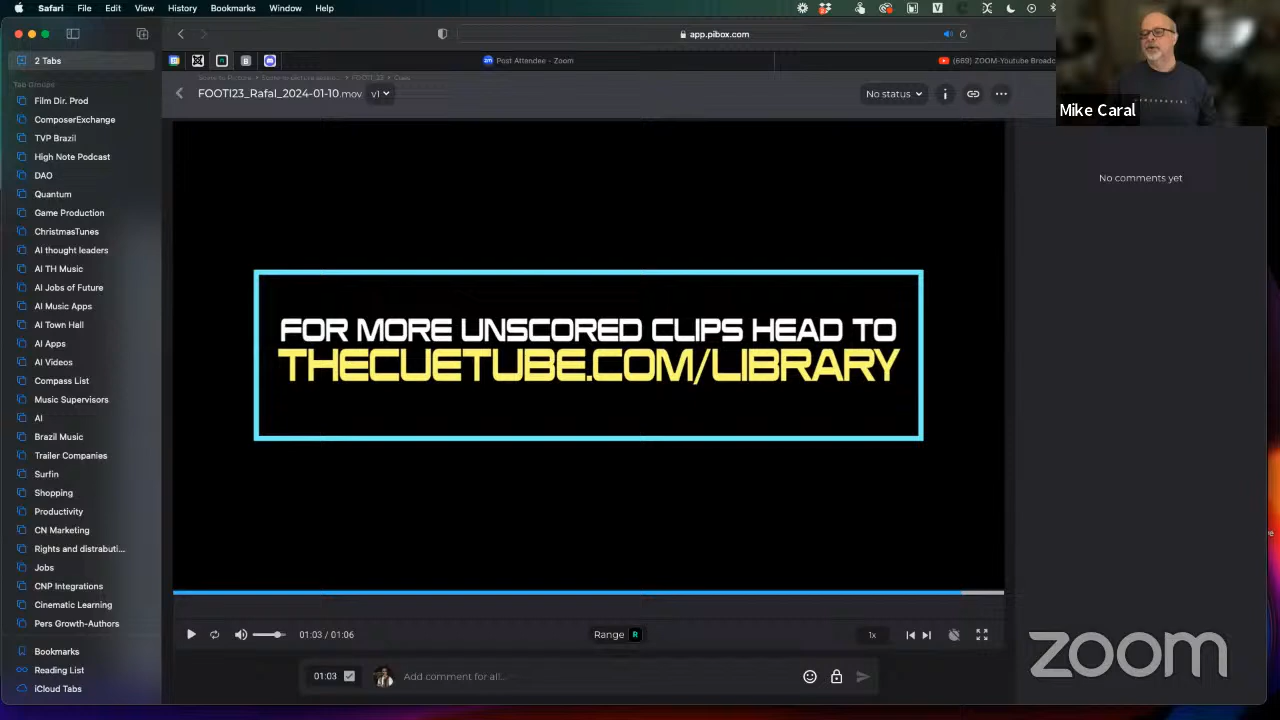 Safari File Edit View History Bookmarks Window Help
app.pibox.com
2 Tabs
Post Attendee - Zoom
(669) ZOOM-Youtube Broadc
Tab Groups
FOOTI23_Rafal_2024-01-10.mov v1
No status
Mike Caral
No comments yet
Film Dir. Prod
ComposerExchange
TVP Brazil
High Note Podcast
DAO
Quantum
Game Production
ChristmasTunes
AI thought leaders
AI TH Music
AI Jobs of Future
AI Music Apps
AI Town Hall
AI Apps
AI Videos
Compass List
Music Supervisors
AI
Brazil Music
Trailer Companies
Surfin
Shopping
Productivity
CN Marketing
Rights and distributi...
Jobs
CNP Integrations
Cinematic Learning
Pers Growth-Authors
Bookmarks
Reading List
iCloud Tabs
FOR MORE UNSCORED CLIPS HEAD TO
THECUETUBE.COM/LIBRARY
01:03 / 01:06
Range R
1x
01:03
Add comment for all...
zoom